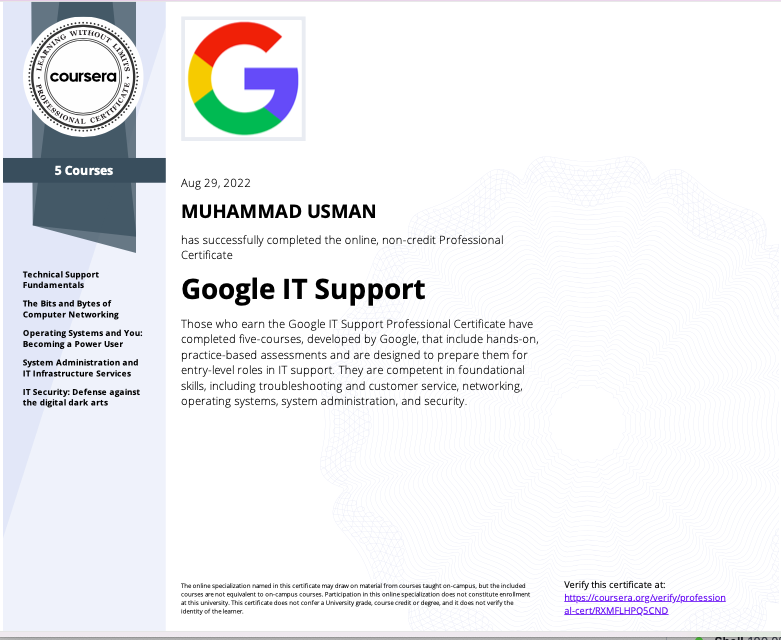 LEARNING WITHOUT LIMITS
coursera
PROFESSIONAL CERTIFICATE
5 Courses
Technical Support
Fundamentals
The Bits and Bytes of
Computer Networking
Operating Systems and You:
Becoming a Power User
System Administration and
IT Infrastructure Services
IT Security: Defense against
the digital dark arts
G
Aug 29, 2022
MUHAMMAD USMAN
has successfully completed the online, non-credit Professional
Certificate
Google IT Support
Those who earn the Google IT Support Professional Certificate have
completed five-courses, developed by Google, that include hands-on,
practice-based assessments and are designed to prepare them for
entry-level roles in IT support. They are competent in foundational
skills, including troubleshooting and customer service, networking,
operating systems, system administration, and security.
The online specialization named in this certificate may draw on material from courses taught on-campus, but the included
courses are not equivalent to on-campus courses. Participation in this online specialization does not constitute enrollment
at this university. This certificate does not confer a University grade, course credit or degree, and it does not verify the
identity of the learner.
Verify this certificate at:
https://coursera.org/verify/profession
al-cert/RXMFLHPQ5CND